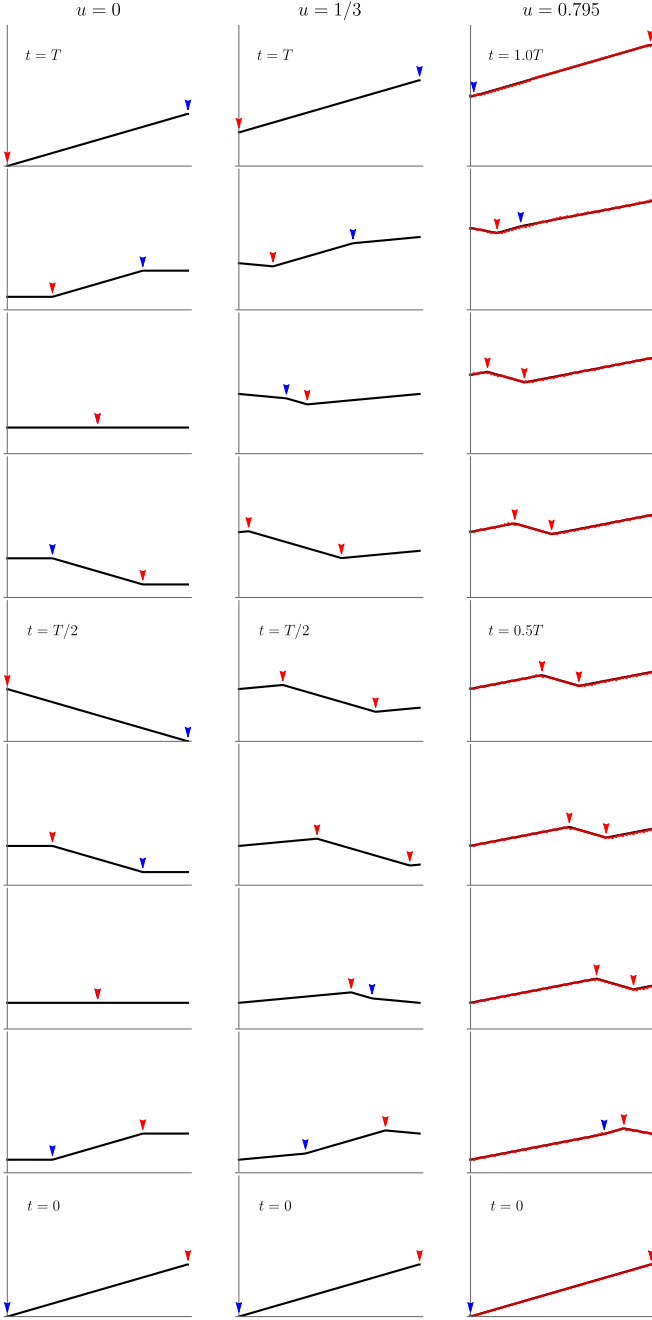 u = 0 u = 1/3 u = 0.795
t = T t = T t = 1.0T
t = T/2 t = T/2 t = 0.5T
t = 0 t = 0 t = 0